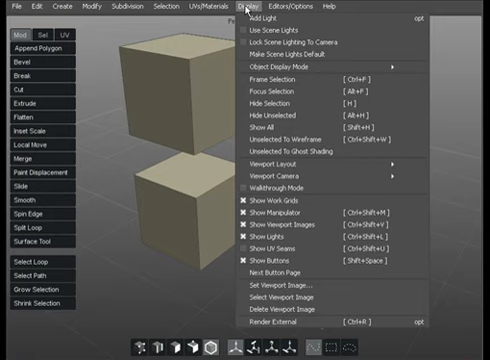 File Edit Create Modify Subdivision Selection UVs/Materials Display Editors/Options Help
Mod Sel UV
Append Polygon
Bevel
Break
Cut
Extrude
Flatten
Inset Scale
Local Move
Merge
Paint Displacement
Slide
Smooth
Spin Edge
Split Loop
Surface Tool
Select Loop
Select Path
Grow Selection
Shrink Selection
Add Light opt
Use Scene Lights
Lock Scene Lighting To Camera
Make Scene Lights Default
Object Display Mode
Frame Selection [ Ctrl+F ]
Focus Selection [ Alt+F ]
Hide Selection [ H ]
Hide Unselected [ Alt+H ]
Show All [ Shift+H ]
Unselected To Wireframe [ Ctrl+Shift+W ]
Unselected To Ghost Shading
Viewport Layout
Viewport Camera
Walkthrough Mode
Show Work Grids
Show Manipulator [ Ctrl+Shift+M ]
Show Viewport Images [ Ctrl+Shift+V ]
Show Lights [ Ctrl+Shift+L ]
Show UV Seams [ Ctrl+Shift+U ]
Show Buttons [ Shift+Space ]
Next Button Page
Set Viewport Image...
Select Viewport Image
Delete Viewport Image
Render External [ Ctrl+R ] opt